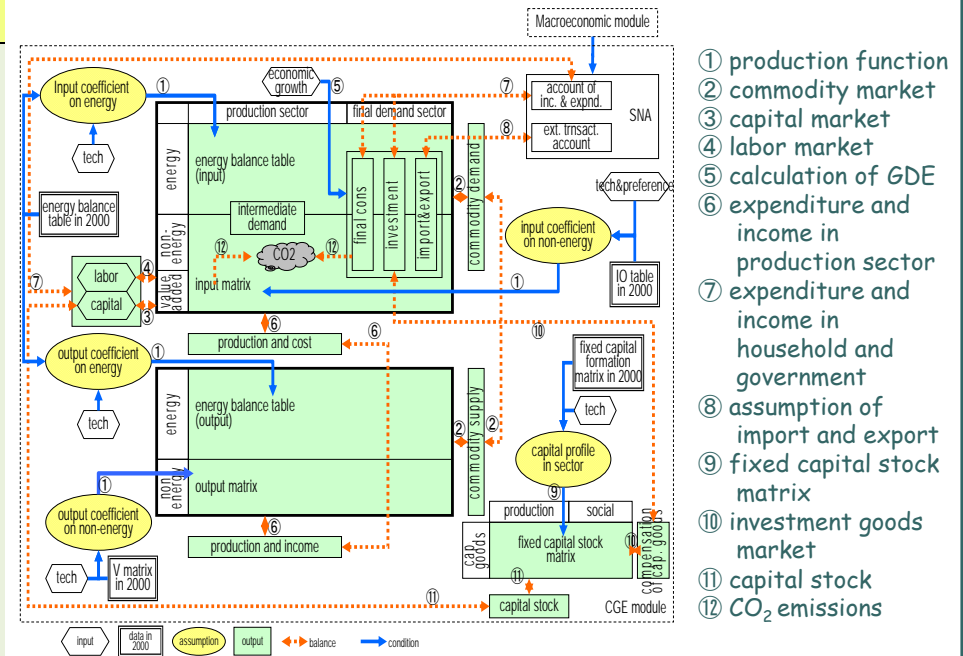 Macroeconomic module
Input coefficient
on energy
①
economic
growth
⑤
⑦
account of
inc. & expnd.
SNA
⑧
ext. trnsact.
account
production sector
final demand sector
tech
energy
energy balance table
(input)
final cons
investment
import&export
commodity demand
②
tech&preference
energy balance
table in 2000
intermediate
demand
non-
energy
CO2
⑫
⑫
input coefficient
on non-energy
IO table
in 2000
⑦
labor
④
capital
③
value
added
input matrix
①
⑥
production and cost
⑥
⑩
output coefficient
on energy
①
tech
fixed capital
formation
matrix in 2000
tech
energy
energy balance table
(output)
②
②
commodity supply
capital profile
in sector
non
energy
output matrix
①
output coefficient
on non-energy
⑨
production
social
⑥
production and income
cap
goods
fixed capital stock
matrix
⑩
compensation
of cap. goods
tech
V matrix
in 2000
⑪
⑪
capital stock
CGE module
input
data in
2000
assumption
output
balance
condition
① production function
② commodity market
③ capital market
④ labor market
⑤ calculation of GDE
⑥ expenditure and
income in
production sector
⑦ expenditure and
income in
household and
government
⑧ assumption of
import and export
⑨ fixed capital stock
matrix
⑩ investment goods
market
⑪ capital stock
⑫ CO2 emissions